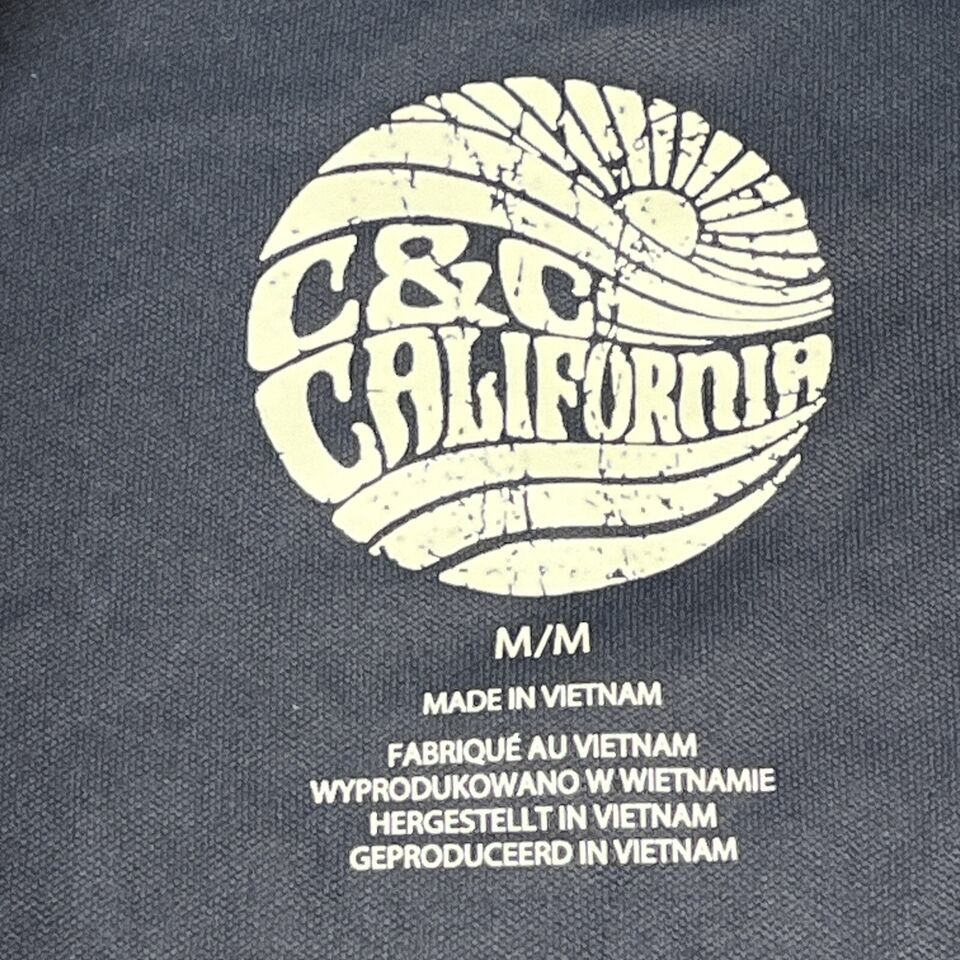 C&C
CALIFORNIA
M/M
MADE IN VIETNAM
FABRIQUÉ AU VIETNAM
WYPRODUKOWANO W WIETNAMIE
HERGESTELLT IN VIETNAM
GEPRODUCEERD IN VIETNAM